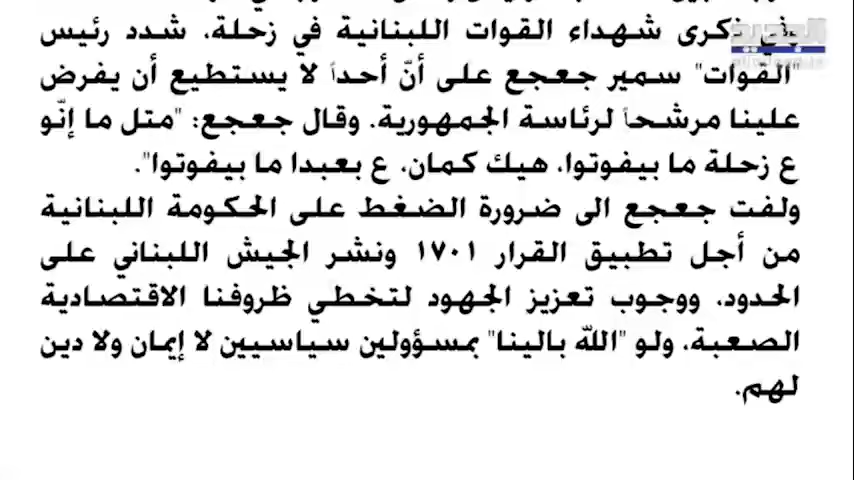 وفي ذكرى شهداء القوات اللبنانية في زحلة، شدد رئيس
"القوات" سمير جعجع على أنّ أحداً لا يستطيع أن يفرض
علينا مرشحاً لرئاسة الجمهورية. وقال جعجع: "متل ما إنّو
ع زحلة ما بيفوتوا، هيك كمان، ع بعبدا ما بيفوتوا".
ولفت جعجع الى ضرورة الضغط على الحكومة اللبنانية
من أجل تطبيق القرار ١٧٠١ ونشر الجيش اللبناني على
الحدود، ووجوب تعزيز الجهود لتخطي ظروفنا الاقتصادية
الصعبة، ولو "الله بالينا" بمسؤولين سياسيين لا إيمان ولا دين
لهم.
الجديد